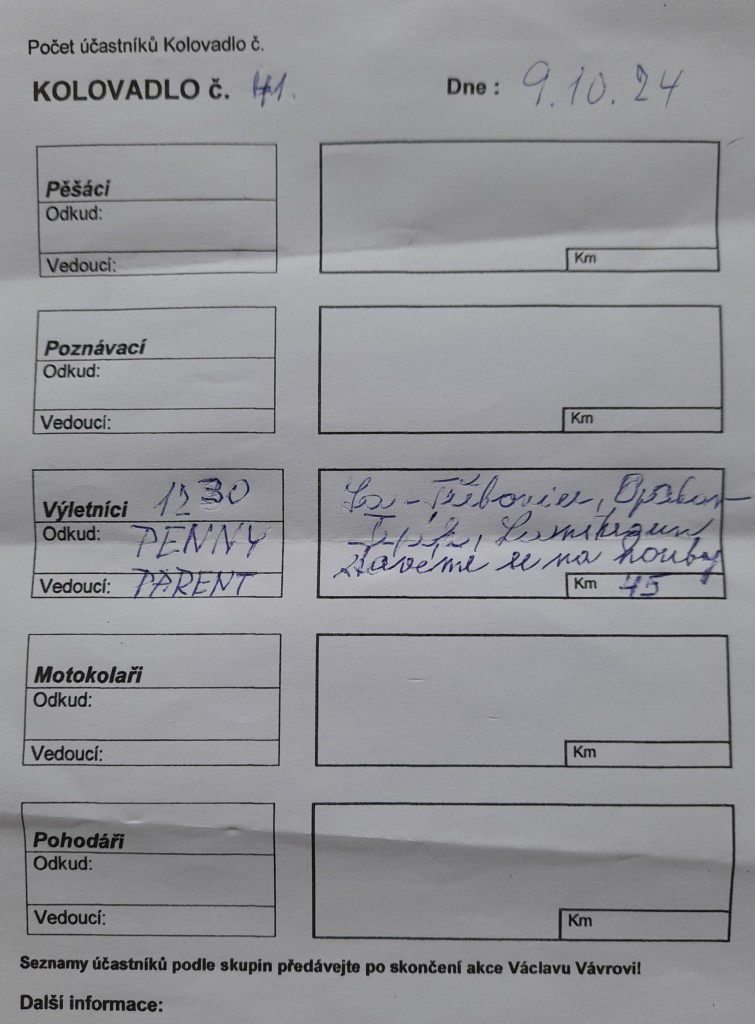 Počet účastníků Kolovadlo č.
KOLOVADLO č. 41. Dne : 9.10.24
Pěšáci
Odkud:
Vedoucí:
Km
Poznávací
Odkud:
Vedoucí:
Km
Výletníci 12 30
Odkud: PENNY
Vedoucí: PARENT
Třebovice,
stavéme se na houby
Km 45
Motokolaři
Odkud:
Vedoucí:
Km
Pohodáři
Odkud:
Vedoucí:
Km
Seznamy účastníků podle skupin předávejte po skončení akce Václavu Vávrovi!
Další informace: